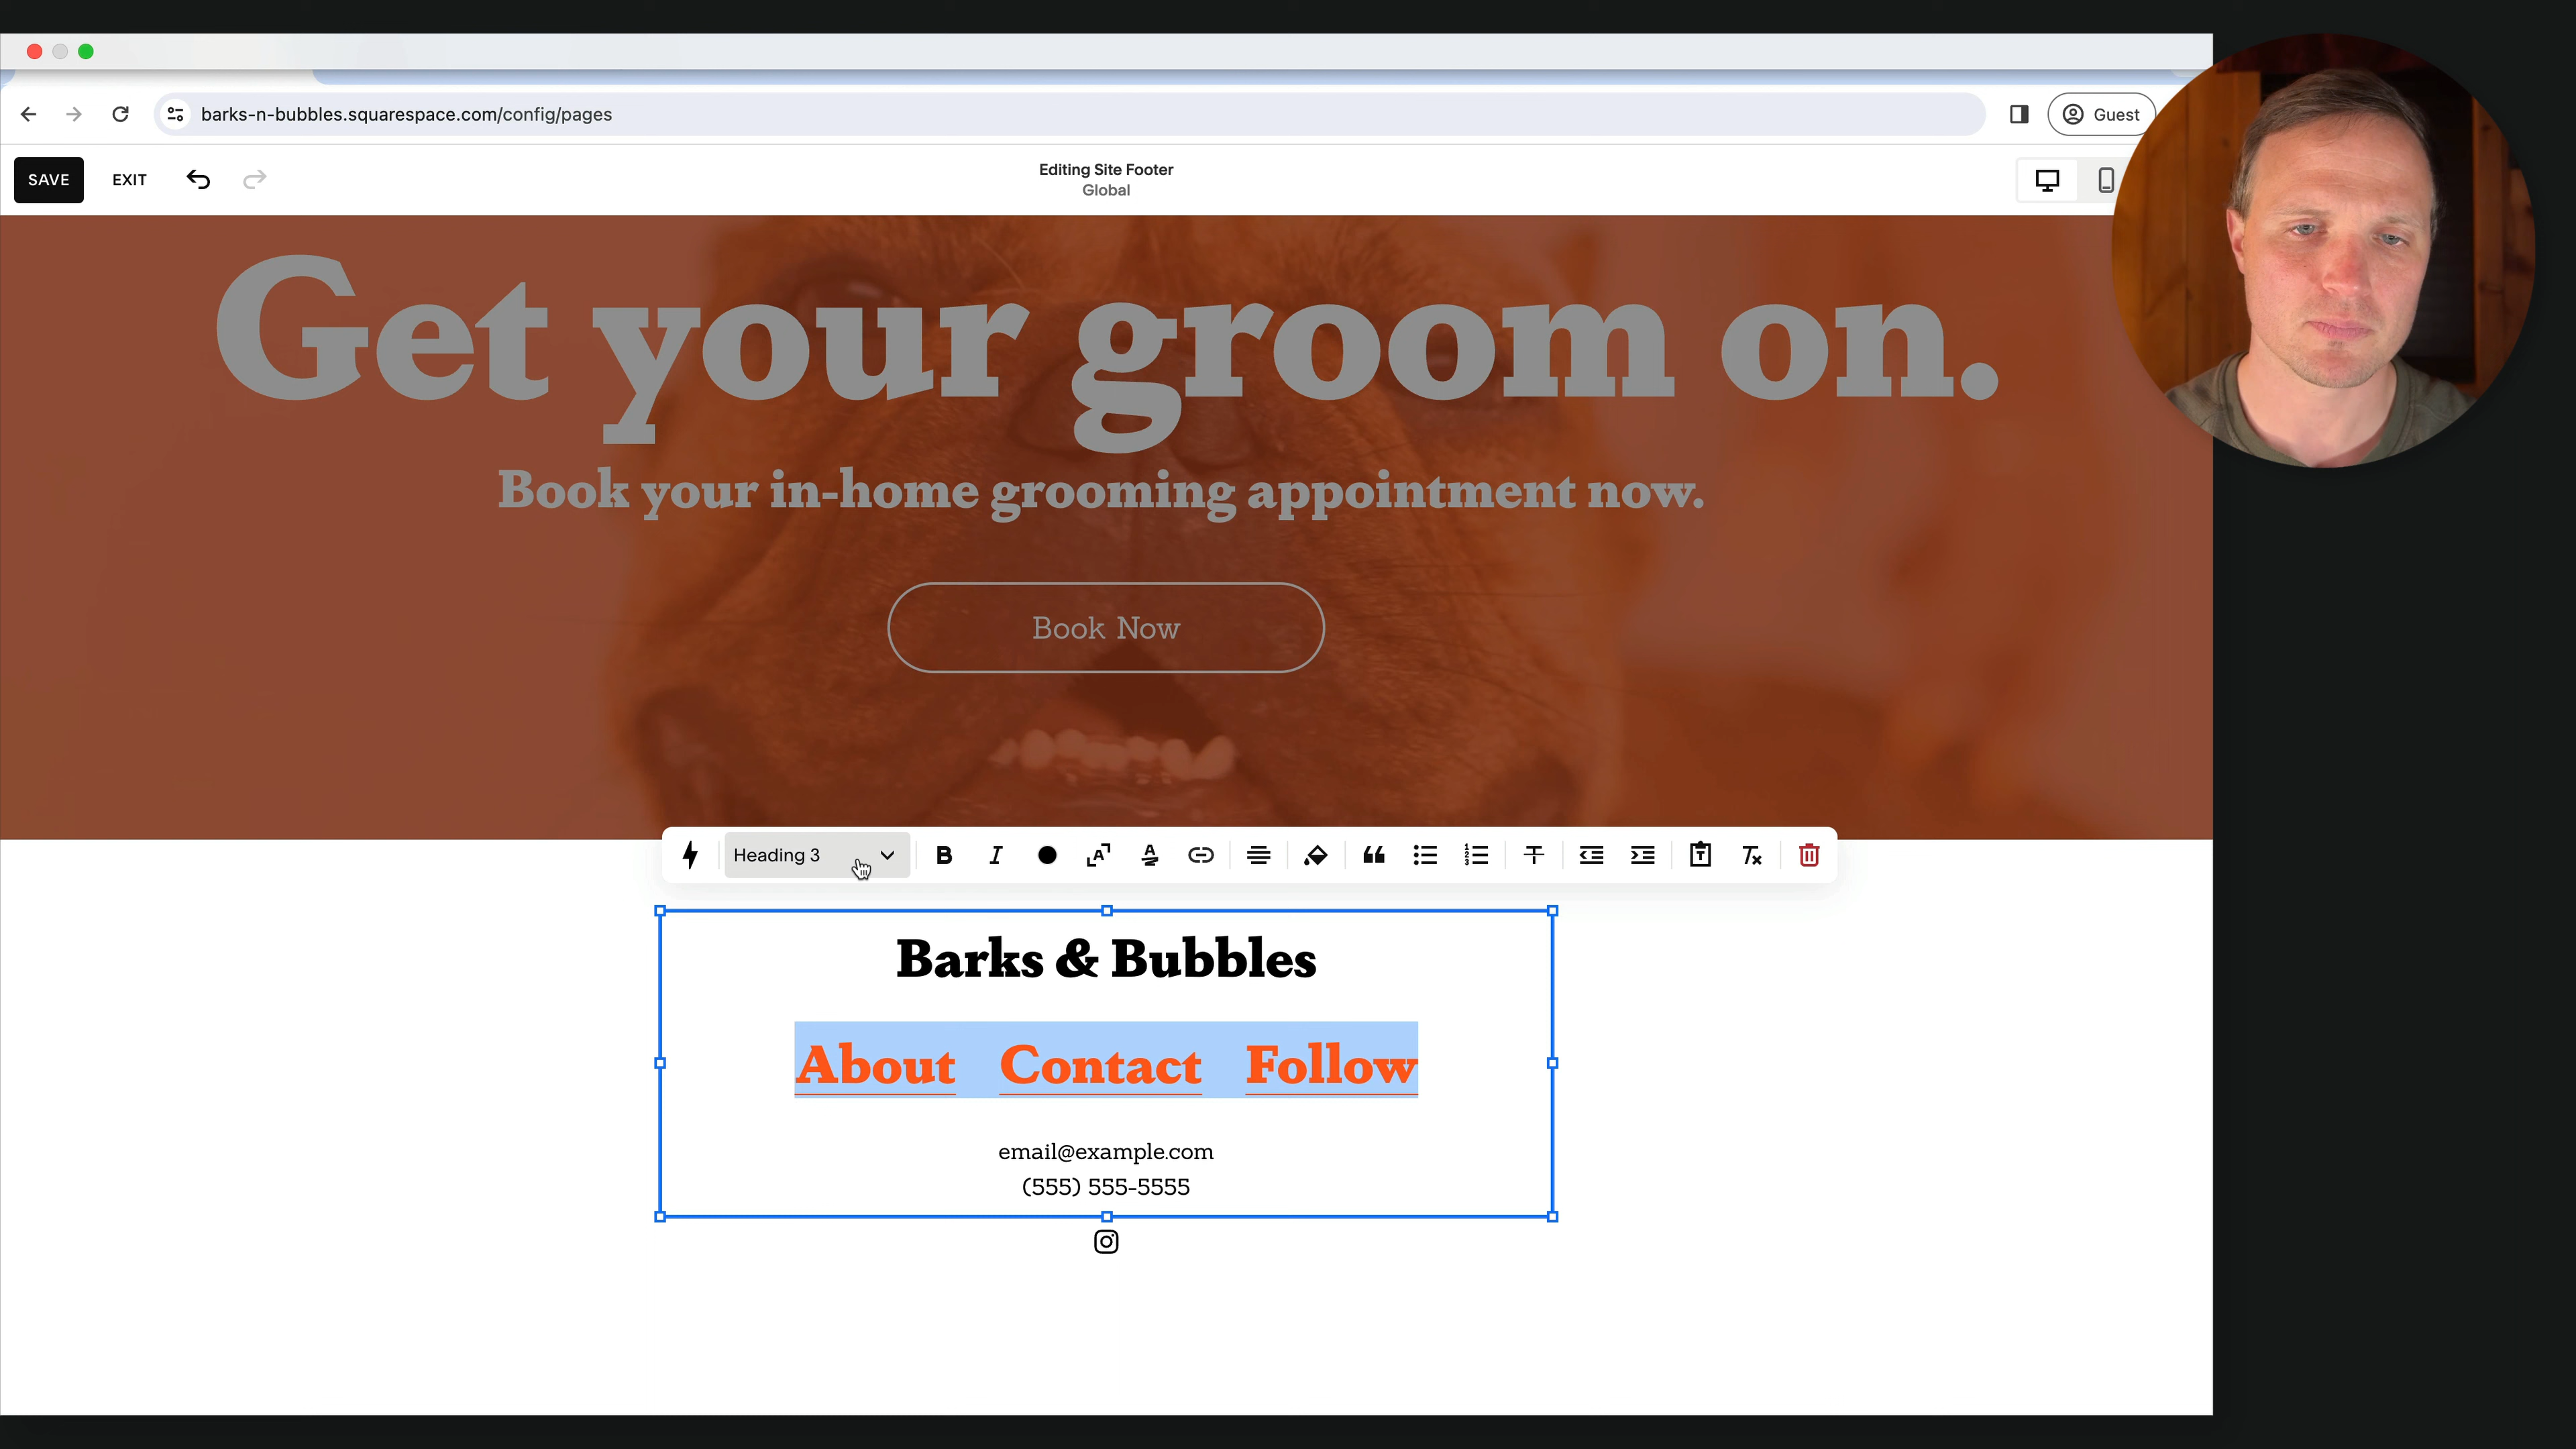 barks-n-bubbles.squarespace.com/config/pages
Guest
SAVE
EXIT
Editing Site Footer
Global
Get your groom on.
Book your in-home grooming appointment now.
Book Now
Heading 3
Barks & Bubbles
About Contact Follow
email@example.com
(555) 555-5555